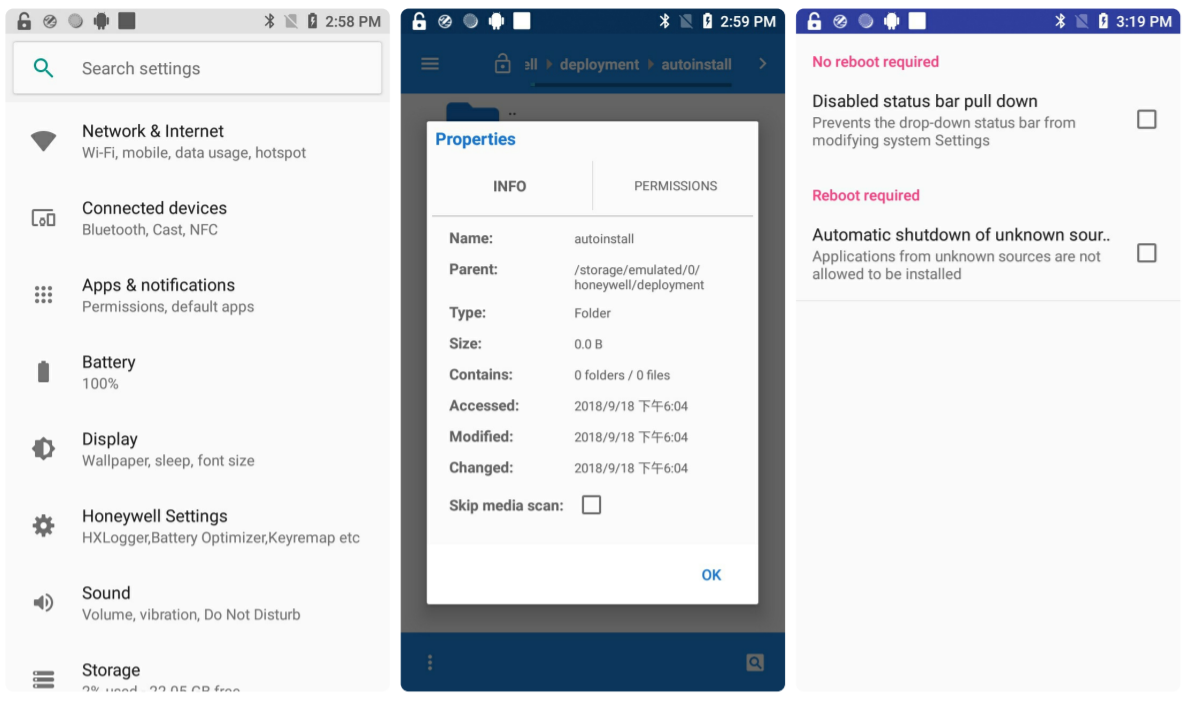 2:58 PM
Search settings
Network & Internet
Wi-Fi, mobile, data usage, hotspot
Connected devices
Bluetooth, Cast, NFC
Apps & notifications
Permissions, default apps
Battery
100%
Display
Wallpaper, sleep, font size
Honeywell Settings
HXLogger,Battery Optimizer,Keyremap etc
Sound
Volume, vibration, Do Not Disturb
Storage
2% used - 22.05 GB free
2:59 PM
ell deployment autoinstall
..
Properties
INFO PERMISSIONS
Name: autoinstall
Parent: /storage/emulated/0/
honeywell/deployment
Type: Folder
Size: 0.0 B
Contains: 0 folders / 0 files
Accessed: 2018/9/18 下午6:04
Modified: 2018/9/18 下午6:04
Changed: 2018/9/18 下午6:04
Skip media scan:
OK
3:19 PM
No reboot required
Disabled status bar pull down
Prevents the drop-down status bar from
modifying system Settings
Reboot required
Automatic shutdown of unknown sour..
Applications from unknown sources are not
allowed to be installed